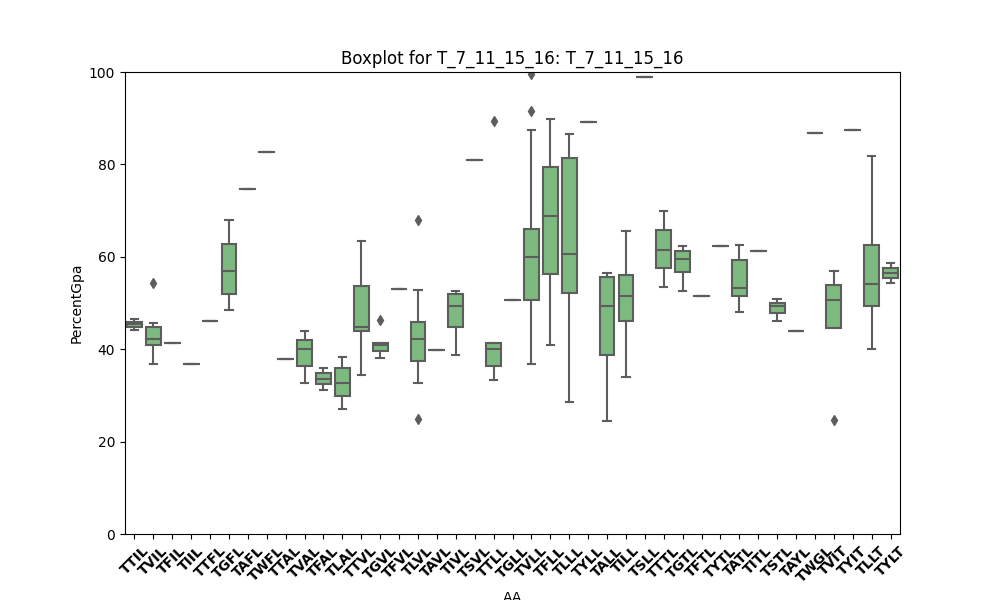 Boxplot for T_7_11_15_16: T_7_11_15_16
PercentGpa
100
80
60
40
20
0
TTIL TVIL TFIL TIIL TTFL TGFL TAFL TWFL TTAL TVAL TFAL TLAL TTVL TGVL TFVL TLVL TAVL TIVL TSVL TTLL TGLL TVLL TFLL TLLL TYLL TALL TILL TSLL TTTL TGTL TFTL TYTL TATL TITL TSTL TAYL TWGL TVIT TYIT TLLT TYLT
AA